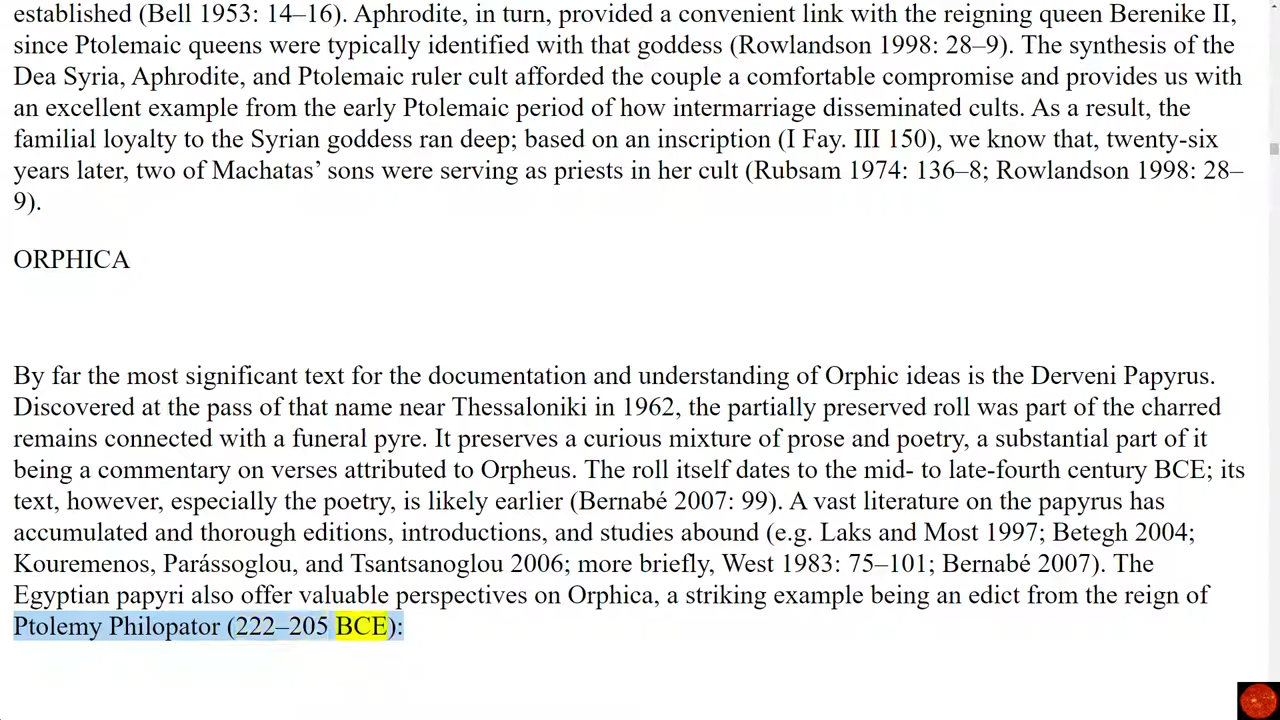 established (Bell 1953: 14–16). Aphrodite, in turn, provided a convenient link with the reigning queen Berenike II,
since Ptolemaic queens were typically identified with that goddess (Rowlandson 1998: 28–9). The synthesis of the
Dea Syria, Aphrodite, and Ptolemaic ruler cult afforded the couple a comfortable compromise and provides us with
an excellent example from the early Ptolemaic period of how intermarriage disseminated cults. As a result, the
familial loyalty to the Syrian goddess ran deep; based on an inscription (I Fay. III 150), we know that, twenty-six
years later, two of Machatas’ sons were serving as priests in her cult (Rubsam 1974: 136–8; Rowlandson 1998: 28–
9).
ORPHICA
By far the most significant text for the documentation and understanding of Orphic ideas is the Derveni Papyrus.
Discovered at the pass of that name near Thessaloniki in 1962, the partially preserved roll was part of the charred
remains connected with a funeral pyre. It preserves a curious mixture of prose and poetry, a substantial part of it
being a commentary on verses attributed to Orpheus. The roll itself dates to the mid- to late-fourth century BCE; its
text, however, especially the poetry, is likely earlier (Bernabé 2007: 99). A vast literature on the papyrus has
accumulated and thorough editions, introductions, and studies abound (e.g. Laks and Most 1997; Betegh 2004;
Kouremenos, Parássoglou, and Tsantsanoglou 2006; more briefly, West 1983: 75–101; Bernabé 2007). The
Egyptian papyri also offer valuable perspectives on Orphica, a striking example being an edict from the reign of
Ptolemy Philopator (222–205 BCE):